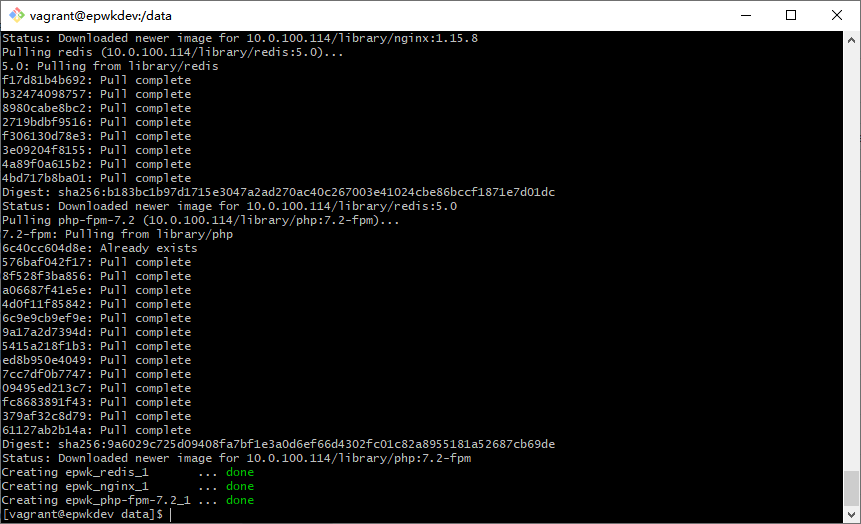 vagrant@epwkdev:/data
Status: Downloaded newer image for 10.0.100.114/library/nginx:1.15.8
Pulling redis (10.0.100.114/library/redis:5.0)...
5.0: Pulling from library/redis
f17d81b4b692: Pull complete
b32474098757: Pull complete
8980cabe8bc2: Pull complete
2719bdbf9516: Pull complete
f306130d78e3: Pull complete
3e09204f8155: Pull complete
4a89f0a615b2: Pull complete
4bd717b8ba01: Pull complete
Digest: sha256:b183bc1b97d1715e3047a2ad270ac40c267003e41024cbe86bccf1871e7d01dc
Status: Downloaded newer image for 10.0.100.114/library/redis:5.0
Pulling php-fpm-7.2 (10.0.100.114/library/php:7.2-fpm)...
7.2-fpm: Pulling from library/php
6c40cc604d8e: Already exists
576baf042f17: Pull complete
8f528f3ba856: Pull complete
a06687f41e5e: Pull complete
4d0f11f85842: Pull complete
6c9e9cb9ef9e: Pull complete
9a17a2d7394d: Pull complete
5415a218f1b3: Pull complete
ed8b950e4049: Pull complete
7cc7df0b7747: Pull complete
09495ed213c7: Pull complete
fc8683891f43: Pull complete
379af32c8d79: Pull complete
61127ab2b14a: Pull complete
Digest: sha256:9a6029c725d09408fa7bf1e3a0d6ef66d4302fc01c82a8955181a52687cb69de
Status: Downloaded newer image for 10.0.100.114/library/php:7.2-fpm
Creating epwk_redis_1       ... done
Creating epwk_nginx_1       ... done
Creating epwk_php-fpm-7.2_1 ... done
[vagrant@epwkdev data]$